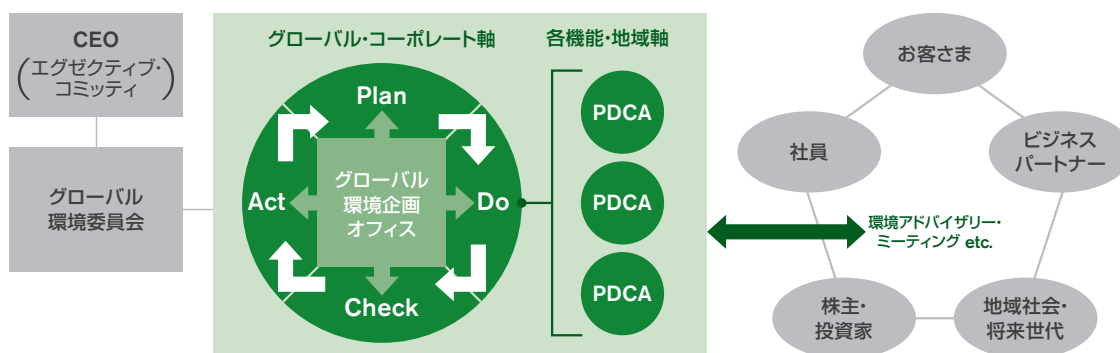 CEO
(エグゼクティブ・
コミッティ)
グローバル
環境委員会
グローバル・コーポレート軸
各機能・地域軸
Plan
Do
Check
Act
グローバル
環境企画
オフィス
PDCA
PDCA
PDCA
環境アドバイザリー・
ミーティング etc.
お客さま
社員
ビジネス
パートナー
株主・
投資家
地域社会・
将来世代